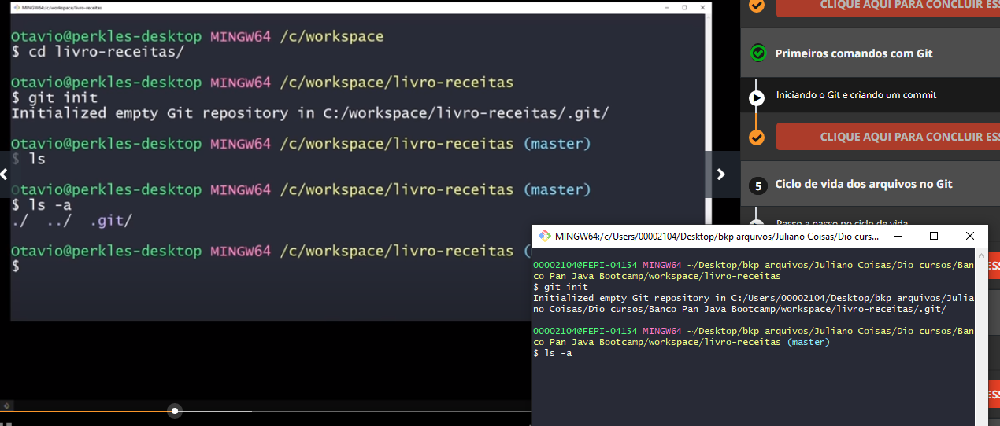 MINGW64:/c/workspace/livro-receitas
Otavio@perkles-desktop MINGW64 /c/workspace
$ cd livro-receitas/
Otavio@perkles-desktop MINGW64 /c/workspace/livro-receitas
$ git init
Initialized empty Git repository in C:/workspace/livro-receitas/.git/
Otavio@perkles-desktop MINGW64 /c/workspace/livro-receitas (master)
$ ls
Otavio@perkles-desktop MINGW64 /c/workspace/livro-receitas (master)
$ ls -a
./ ../ .git/
Otavio@perkles-desktop MINGW64 /c/workspace/livro-receitas (
$
CLIQUE AQUI PARA CONCLUIR ESS
Primeiros comandos com Git
Iniciando o Git e criando um commit
CLIQUE AQUI PARA CONCLUIR ESS
5 Ciclo de vida dos arquivos no Git
Passo a passo no ciclo de vida
MINGW64:/c/Users/00002104/Desktop/bkp arquivos/Juliano Coisas/Dio curs...
00002104@FEPI-04154 MINGW64 ~/Desktop/bkp arquivos/Juliano Coisas/Dio cursos/Ban
co Pan Java Bootcamp/workspace/livro-receitas
$ git init
Initialized empty Git repository in C:/Users/00002104/Desktop/bkp arquivos/Julia
no Coisas/Dio cursos/Banco Pan Java Bootcamp/workspace/livro-receitas/.git/
00002104@FEPI-04154 MINGW64 ~/Desktop/bkp arquivos/Juliano Coisas/Dio cursos/Ban
co Pan Java Bootcamp/workspace/livro-receitas (master)
$ ls -a
ESS
ESS